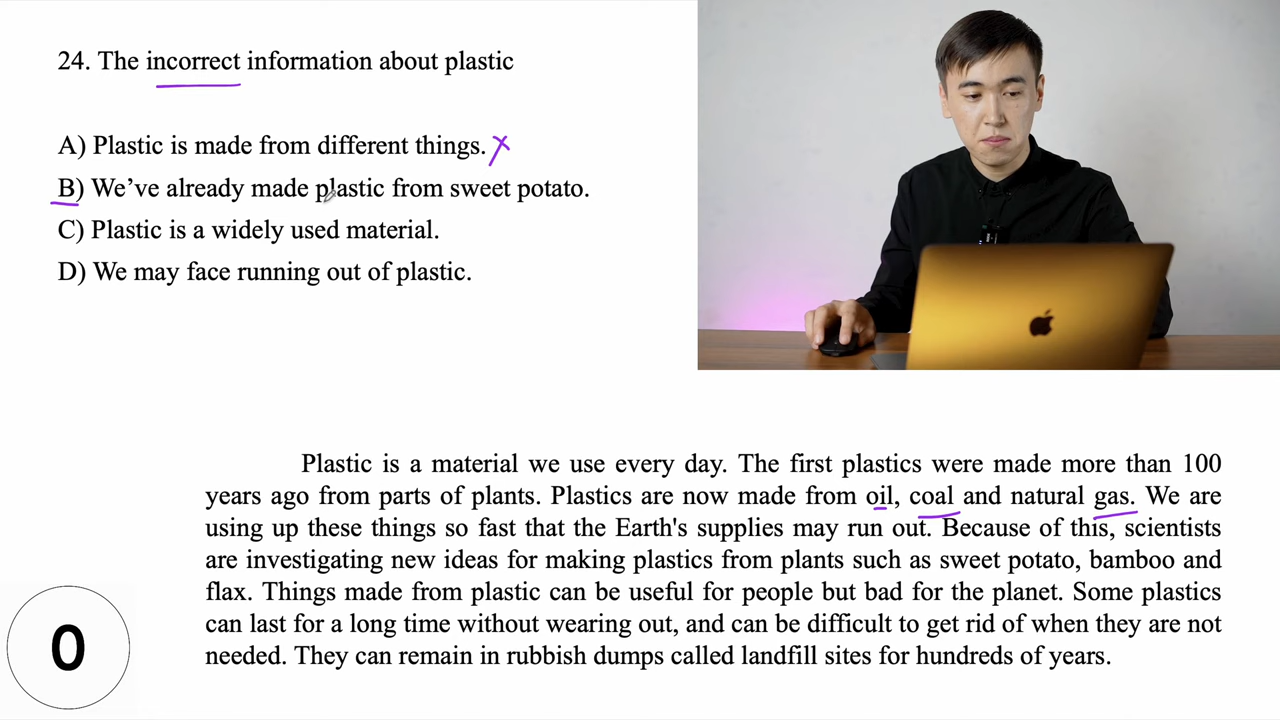 24. The incorrect information about plastic
A) Plastic is made from different things.
B) We’ve already made plastic from sweet potato.
C) Plastic is a widely used material.
D) We may face running out of plastic.
Plastic is a material we use every day. The first plastics were made more than 100
years ago from parts of plants. Plastics are now made from oil, coal and natural gas. We are
using up these things so fast that the Earth's supplies may run out. Because of this, scientists
are investigating new ideas for making plastics from plants such as sweet potato, bamboo and
flax. Things made from plastic can be useful for people but bad for the planet. Some plastics
can last for a long time without wearing out, and can be difficult to get rid of when they are not
needed. They can remain in rubbish dumps called landfill sites for hundreds of years.
0